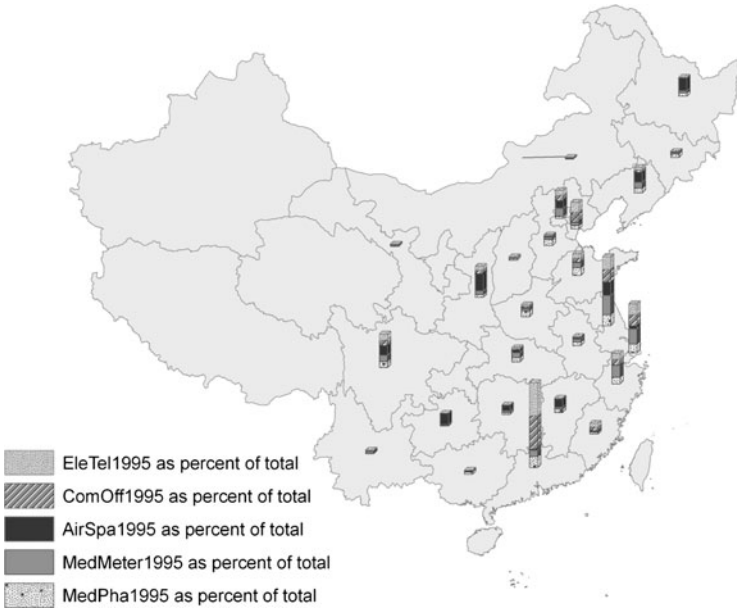 EleTel1995 as percent of total
ComOff1995 as percent of total
AirSpa1995 as percent of total
MedMeter1995 as percent of total
MedPha1995 as percent of total